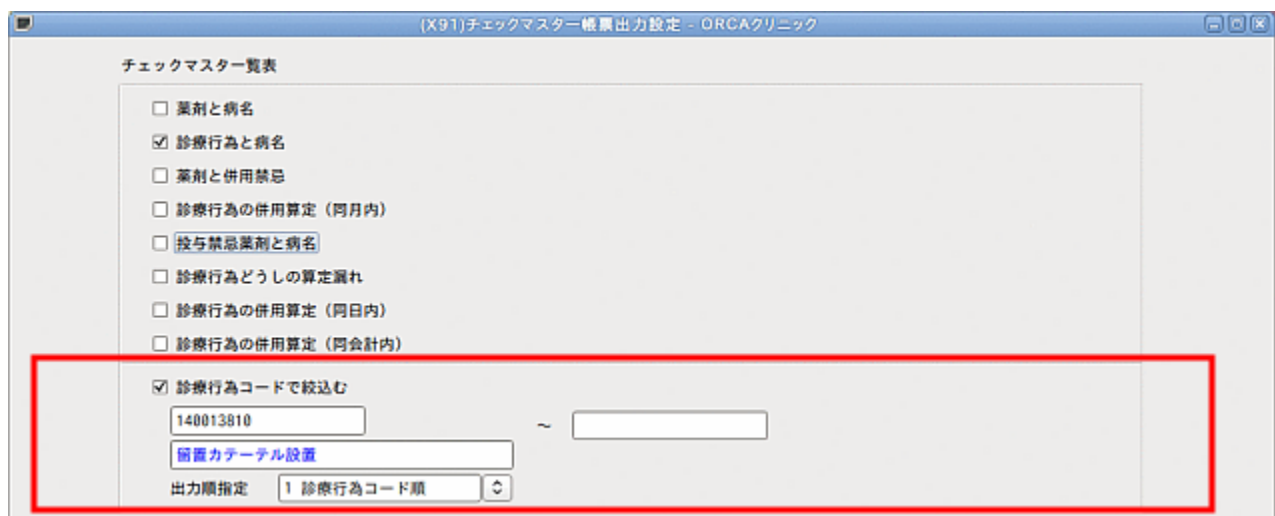 (X91)チェックマスター帳票出力設定 - ORCAクリニック
チェックマスター覧表
薬剤と病名
診療行為と病名
薬剤と併用禁忌
診療行為の併用算定（同月内）
投与禁忌薬剤と病名
診療行為どうしの算定漏れ
診療行為の併用算定（同日内）
診療行為の併用算定（同会計内）
診療行為コードで絞込む
140013810 ～
留置カテーテル設置
出力順指定 1 診療行為コード順